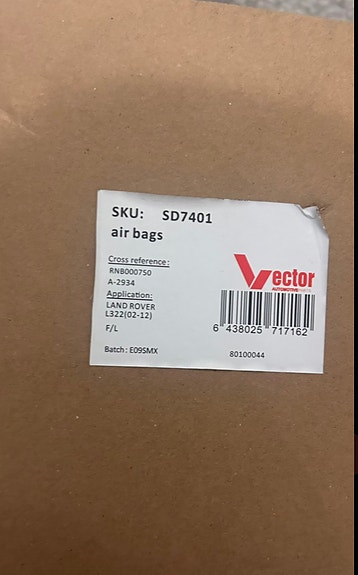 SKU: SD7401
air bags
Cross reference:
RNB000750
A-2934
Application:
LAND ROVER
L322(02-12)
F/L
Batch: E09SMX
Vector
AUTOMOTIVE PARTS
6 438025 717162
80100044